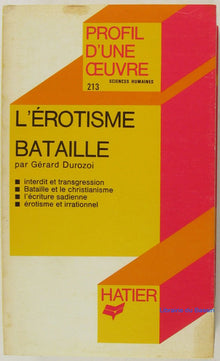 PROFIL
D'UNE
ŒUVRE
213 SCIENCES HUMAINES
L'ÉROTISME
BATAILLE
par Gérard Durozoi
■ interdit et transgression
■ Bataille et le christianisme
■ l'écriture sadienne
■ érotisme et irrationnel
HATIER